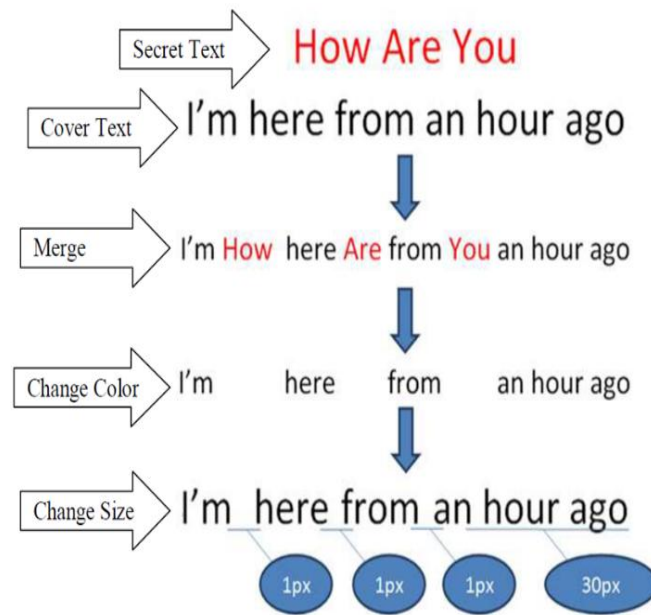 Secret Text How Are You
Cover Text I'm here from an hour ago
Merge I'm How here Are from You an hour ago
Change Color I'm here from an hour ago
Change Size I'm here from an hour ago
1px 1px 1px 30px